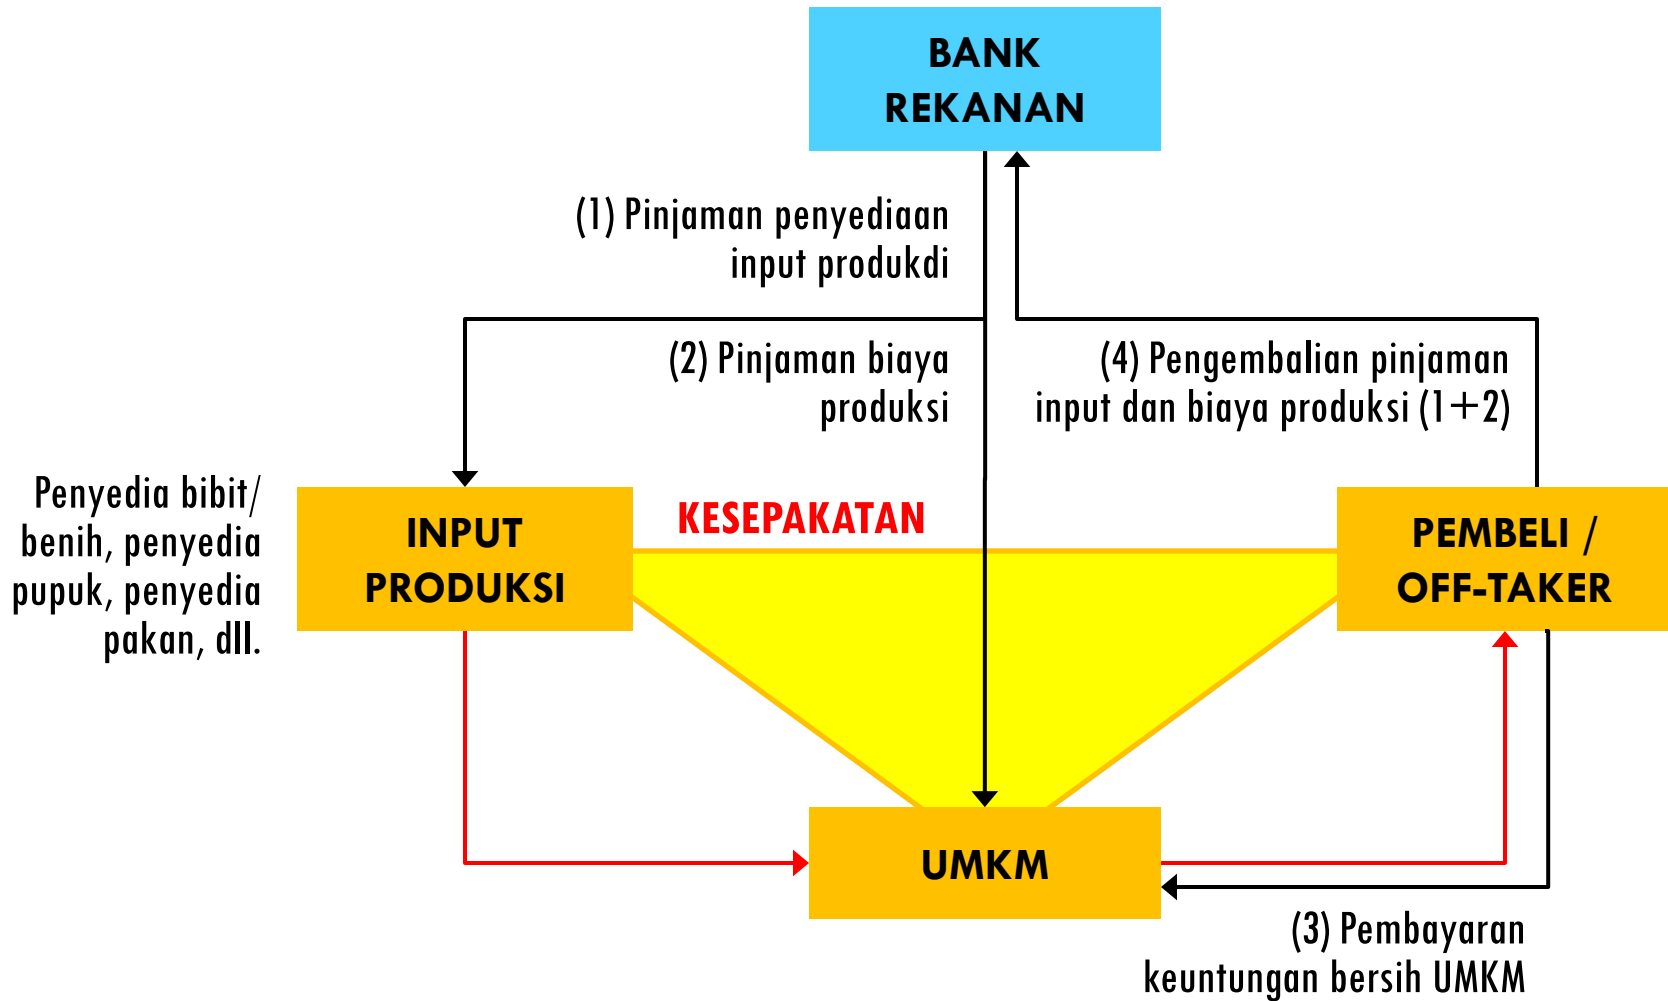 BANK
REKANAN
(1) Pinjaman penyediaan
input produkdi
(2) Pinjaman biaya
produksi
(4) Pengembalian pinjaman
input dan biaya produksi (1+2)
Penyedia bibit/
benih, penyedia
pupuk, penyedia
pakan, dll.
INPUT
PRODUKSI
KESEPAKATAN
PEMBELI /
OFF-TAKER
UMKM
(3) Pembayaran
keuntungan bersih UMKM